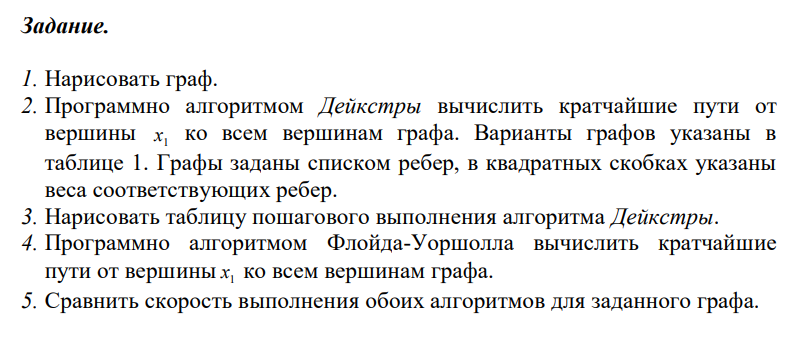 Задание.
1. Нарисовать граф.
2. Программно алгоритмом Дейкстры вычислить кратчайшие пути от
вершины x₁ ко всем вершинам графа. Варианты графов указаны в
таблице 1. Графы заданы списком ребер, в квадратных скобках указаны
веса соответствующих ребер.
3. Нарисовать таблицу пошагового выполнения алгоритма Дейкстры.
4. Программно алгоритмом Флойда-Уоршолла вычислить кратчайшие
пути от вершины x₁ ко всем вершинам графа.
5. Сравнить скорость выполнения обоих алгоритмов для заданного графа.